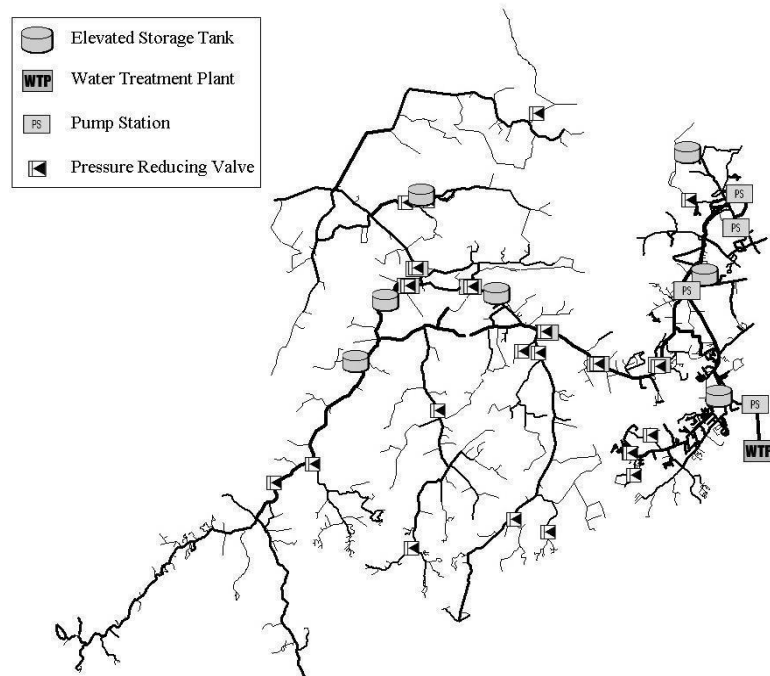 Elevated Storage Tank
WTP Water Treatment Plant
PS Pump Station
Pressure Reducing Valve
PS
PS
PS
PS
WTP